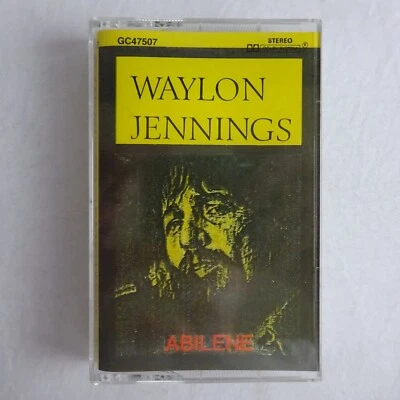 GC47507 STEREO
WAYLON
JENNINGS
ABILENE